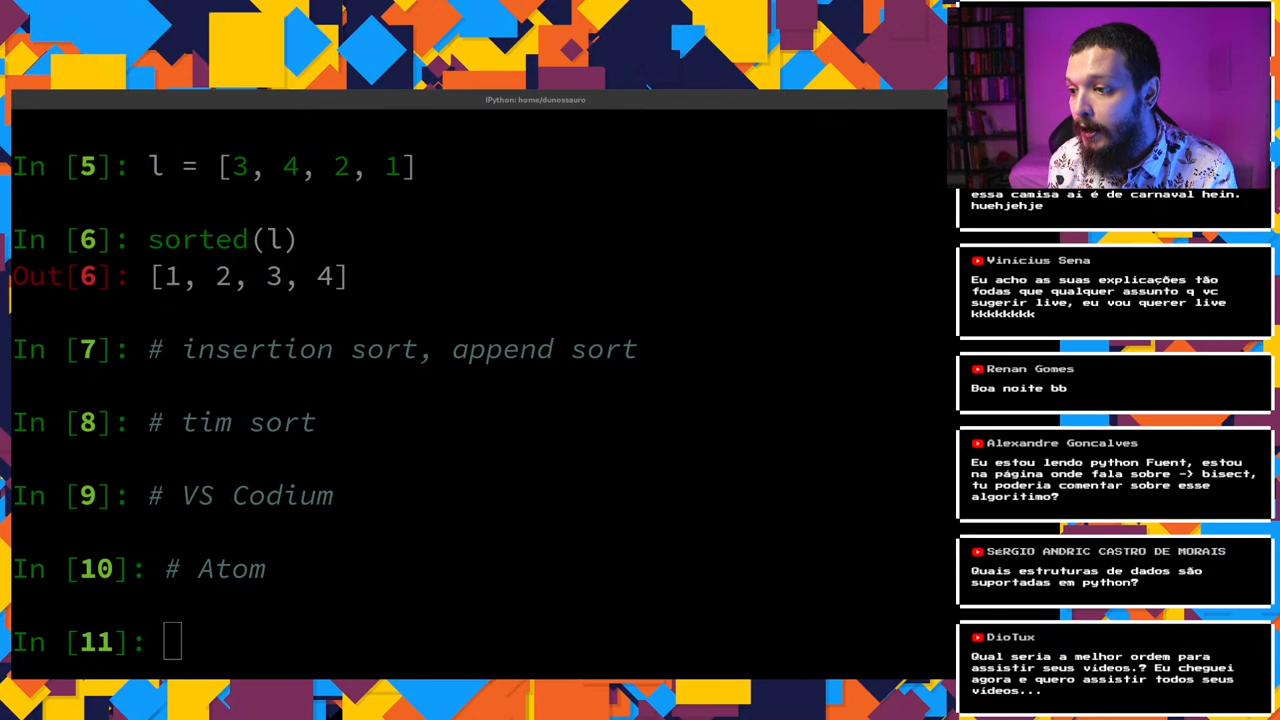 IPython: home/dunossauro
In [5]: l = [3, 4, 2, 1]
In [6]: sorted(l)
Out[6]: [1, 2, 3, 4]
In [7]: # insertion sort, append sort
In [8]: # tim sort
In [9]: # VS Codium
In [10]: # Atom
In [11]:
essa camisa ai é de carnaval hein.
huehjehje
Vinicius Sena
Eu acho as suas explicações tão
fodas que qualquer assunto q vc
sugerir live, eu vou querer live
kkkkkkkk
Renan Gomes
Boa noite bb
Alexandre Goncalves
Eu estou lendo python Fuent, estou
na página onde fala sobre -> bisect,
tu poderia comentar sobre esse
algoritimo?
SéRGIO ANDRIC CASTRO DE MORAIS
Quais estruturas de dados são
suportadas em python?
DioTux
Qual seria a melhor ordem para
assistir seus vídeos.? Eu cheguei
agora e quero assistir todos seus
vídeos...